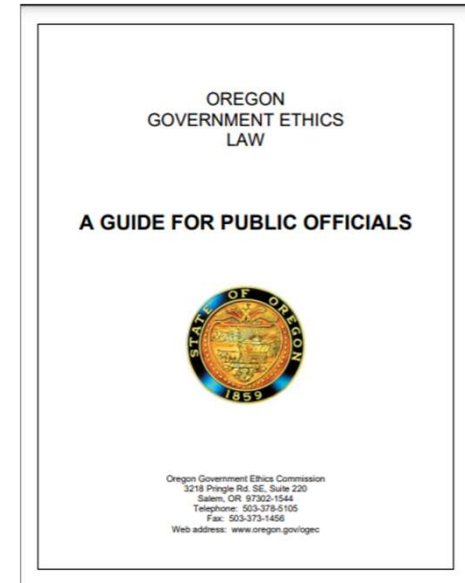 OREGON
GOVERNMENT ETHICS
LAW
A GUIDE FOR PUBLIC OFFICIALS
STATE OF OREGON
1859
Oregon Government Ethics Commission
3218 Pringle Rd. SE, Suite 220
Salem, OR 97302-1544
Telephone: 503-378-5105
Fax: 503-373-1456
Web address: www.oregon.gov/ogec